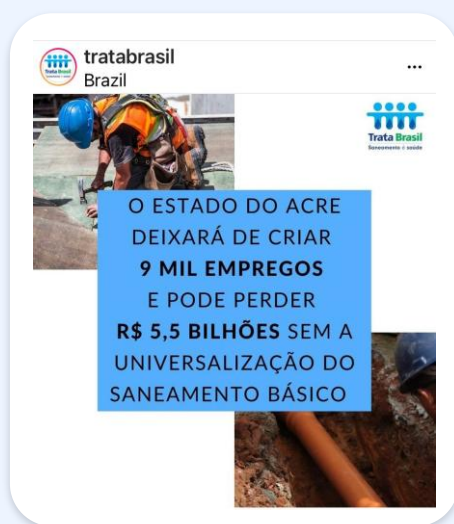 tratabrasil
Brazil
Trata Brasil
Saneamento é saúde
O ESTADO DO ACRE
DEIXARÁ DE CRIAR
9 MIL EMPREGOS
E PODE PERDER
R$ 5,5 BILHÕES SEM A
UNIVERSALIZAÇÃO DO
SANEAMENTO BÁSICO